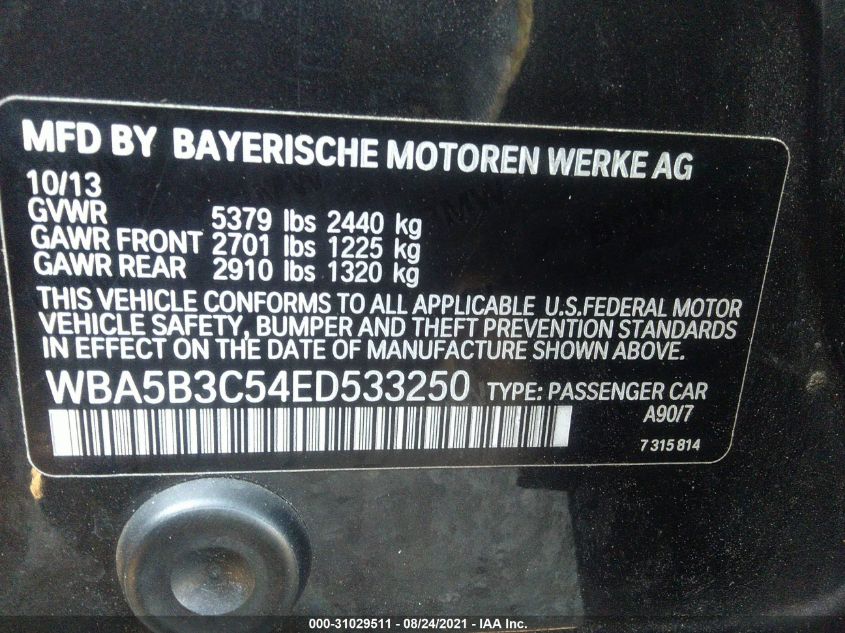 MFD BY BAYERISCHE MOTOREN WERKE AG
10/13
GVWR 5379 lbs 2440 kg
GAWR FRONT 2701 lbs 1225 kg
GAWR REAR 2910 lbs 1320 kg
THIS VEHICLE CONFORMS TO ALL APPLICABLE U.S.FEDERAL MOTOR
VEHICLE SAFETY, BUMPER AND THEFT PREVENTION STANDARDS
IN EFFECT ON THE DATE OF MANUFACTURE SHOWN ABOVE.
WBA5B3C54ED533250 TYPE: PASSENGER CAR
A90/7
7 315 814
000-31029511 - 08/24/2021 - IAA Inc.